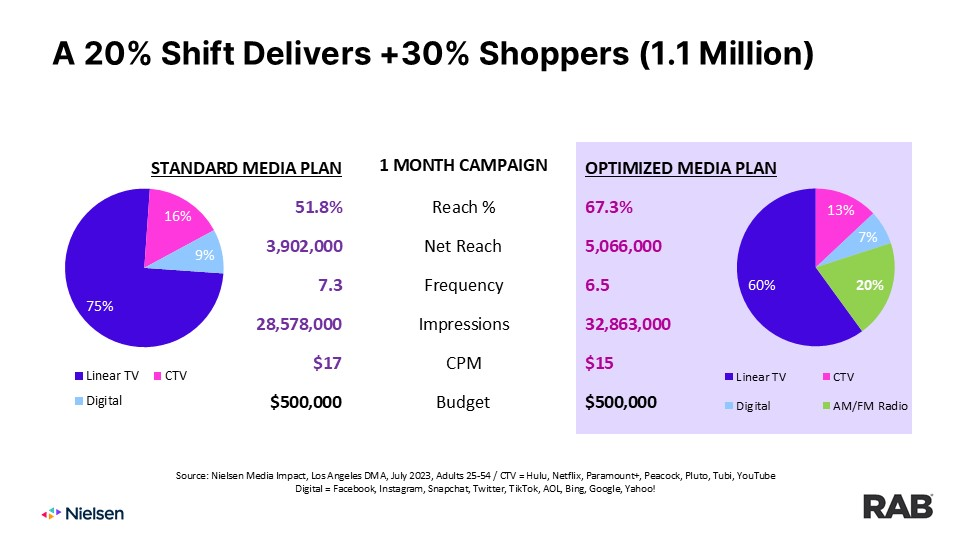 A 20% Shift Delivers +30% Shoppers (1.1 Million)
STANDARD MEDIA PLAN 1 MONTH CAMPAIGN OPTIMIZED MEDIA PLAN
51.8% Reach % 67.3%
3,902,000 Net Reach 5,066,000
7.3 Frequency 6.5
28,578,000 Impressions 32,863,000
$17 CPM $15
$500,000 Budget $500,000
16%
9%
75%
Linear TV CTV
Digital
13%
7%
60% 20%
Linear TV CTV
Digital AM/FM Radio
Source: Nielsen Media Impact, Los Angeles DMA, July 2023, Adults 25-54 / CTV = Hulu, Netflix, Paramount+, Peacock, Pluto, Tubi, YouTube
Digital = Facebook, Instagram, Snapchat, Twitter, TikTok, AOL, Bing, Google, Yahoo!
Nielsen
RAB